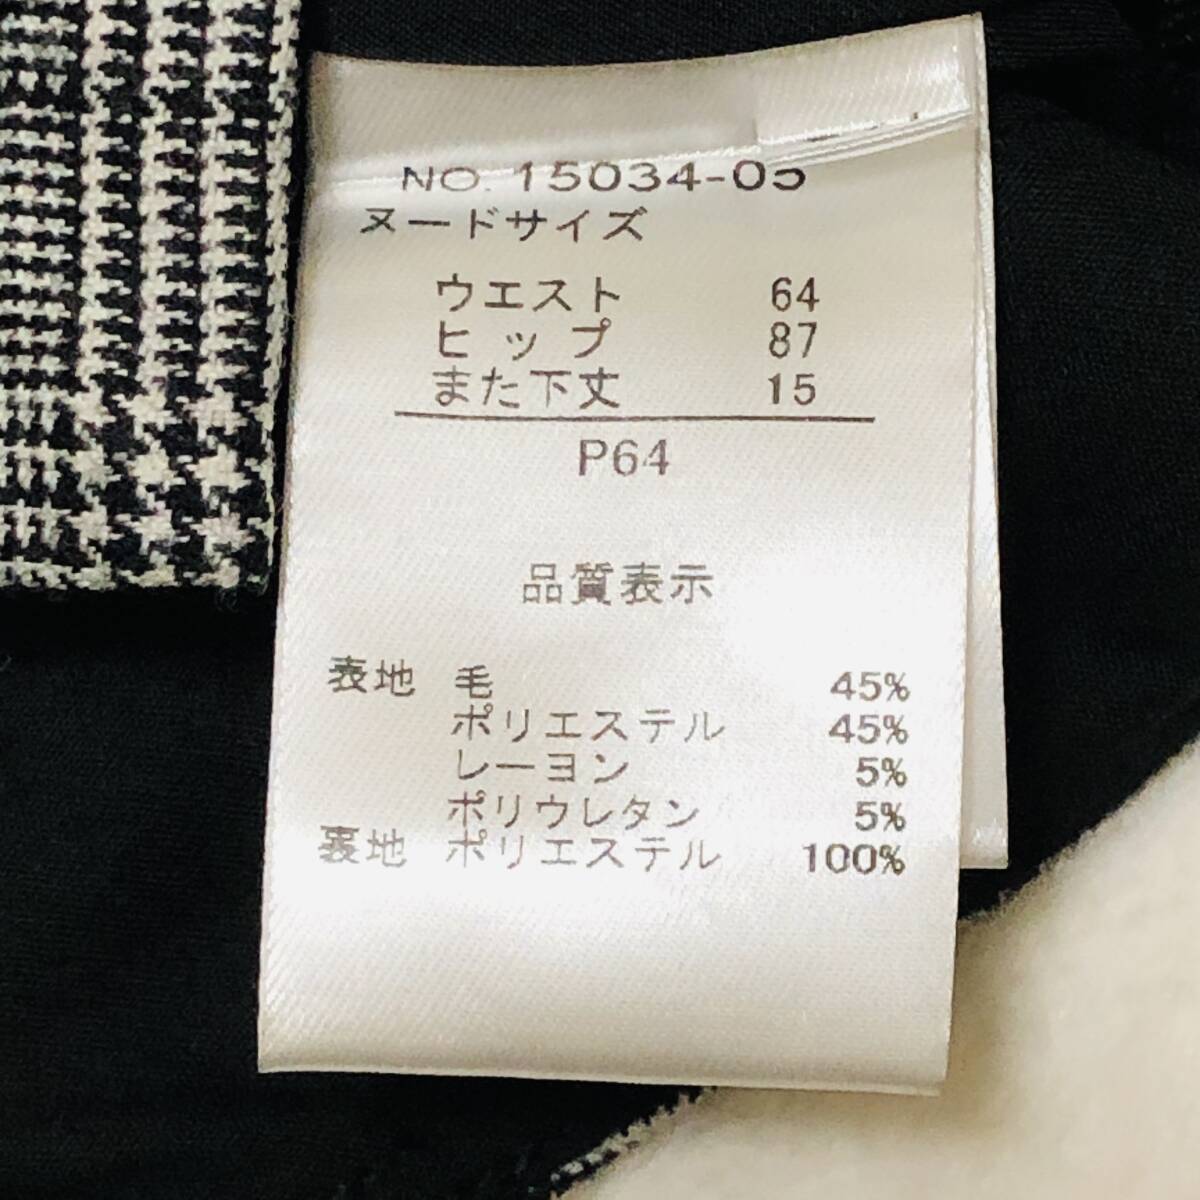 NO. 15034-05
ヌードサイズ
ウエスト 64
ヒップ 87
また下丈 15
P64
品質表示
表地 毛 45%
ポリエステル 45%
レーヨン 5%
ポリウレタン 5%
裏地 ポリエステル 100%